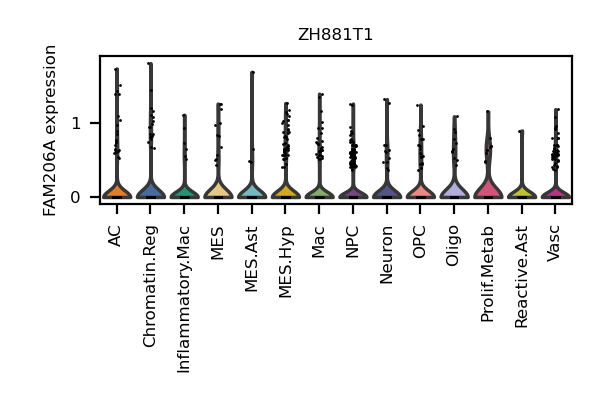 ZH881T1
FAM206A expression
1
0
AC
Chromatin.Reg
Inflammatory.Mac
MES
MES.Ast
MES.Hyp
Mac
NPC
Neuron
OPC
Oligo
Prolif.Metab
Reactive.Ast
Vasc